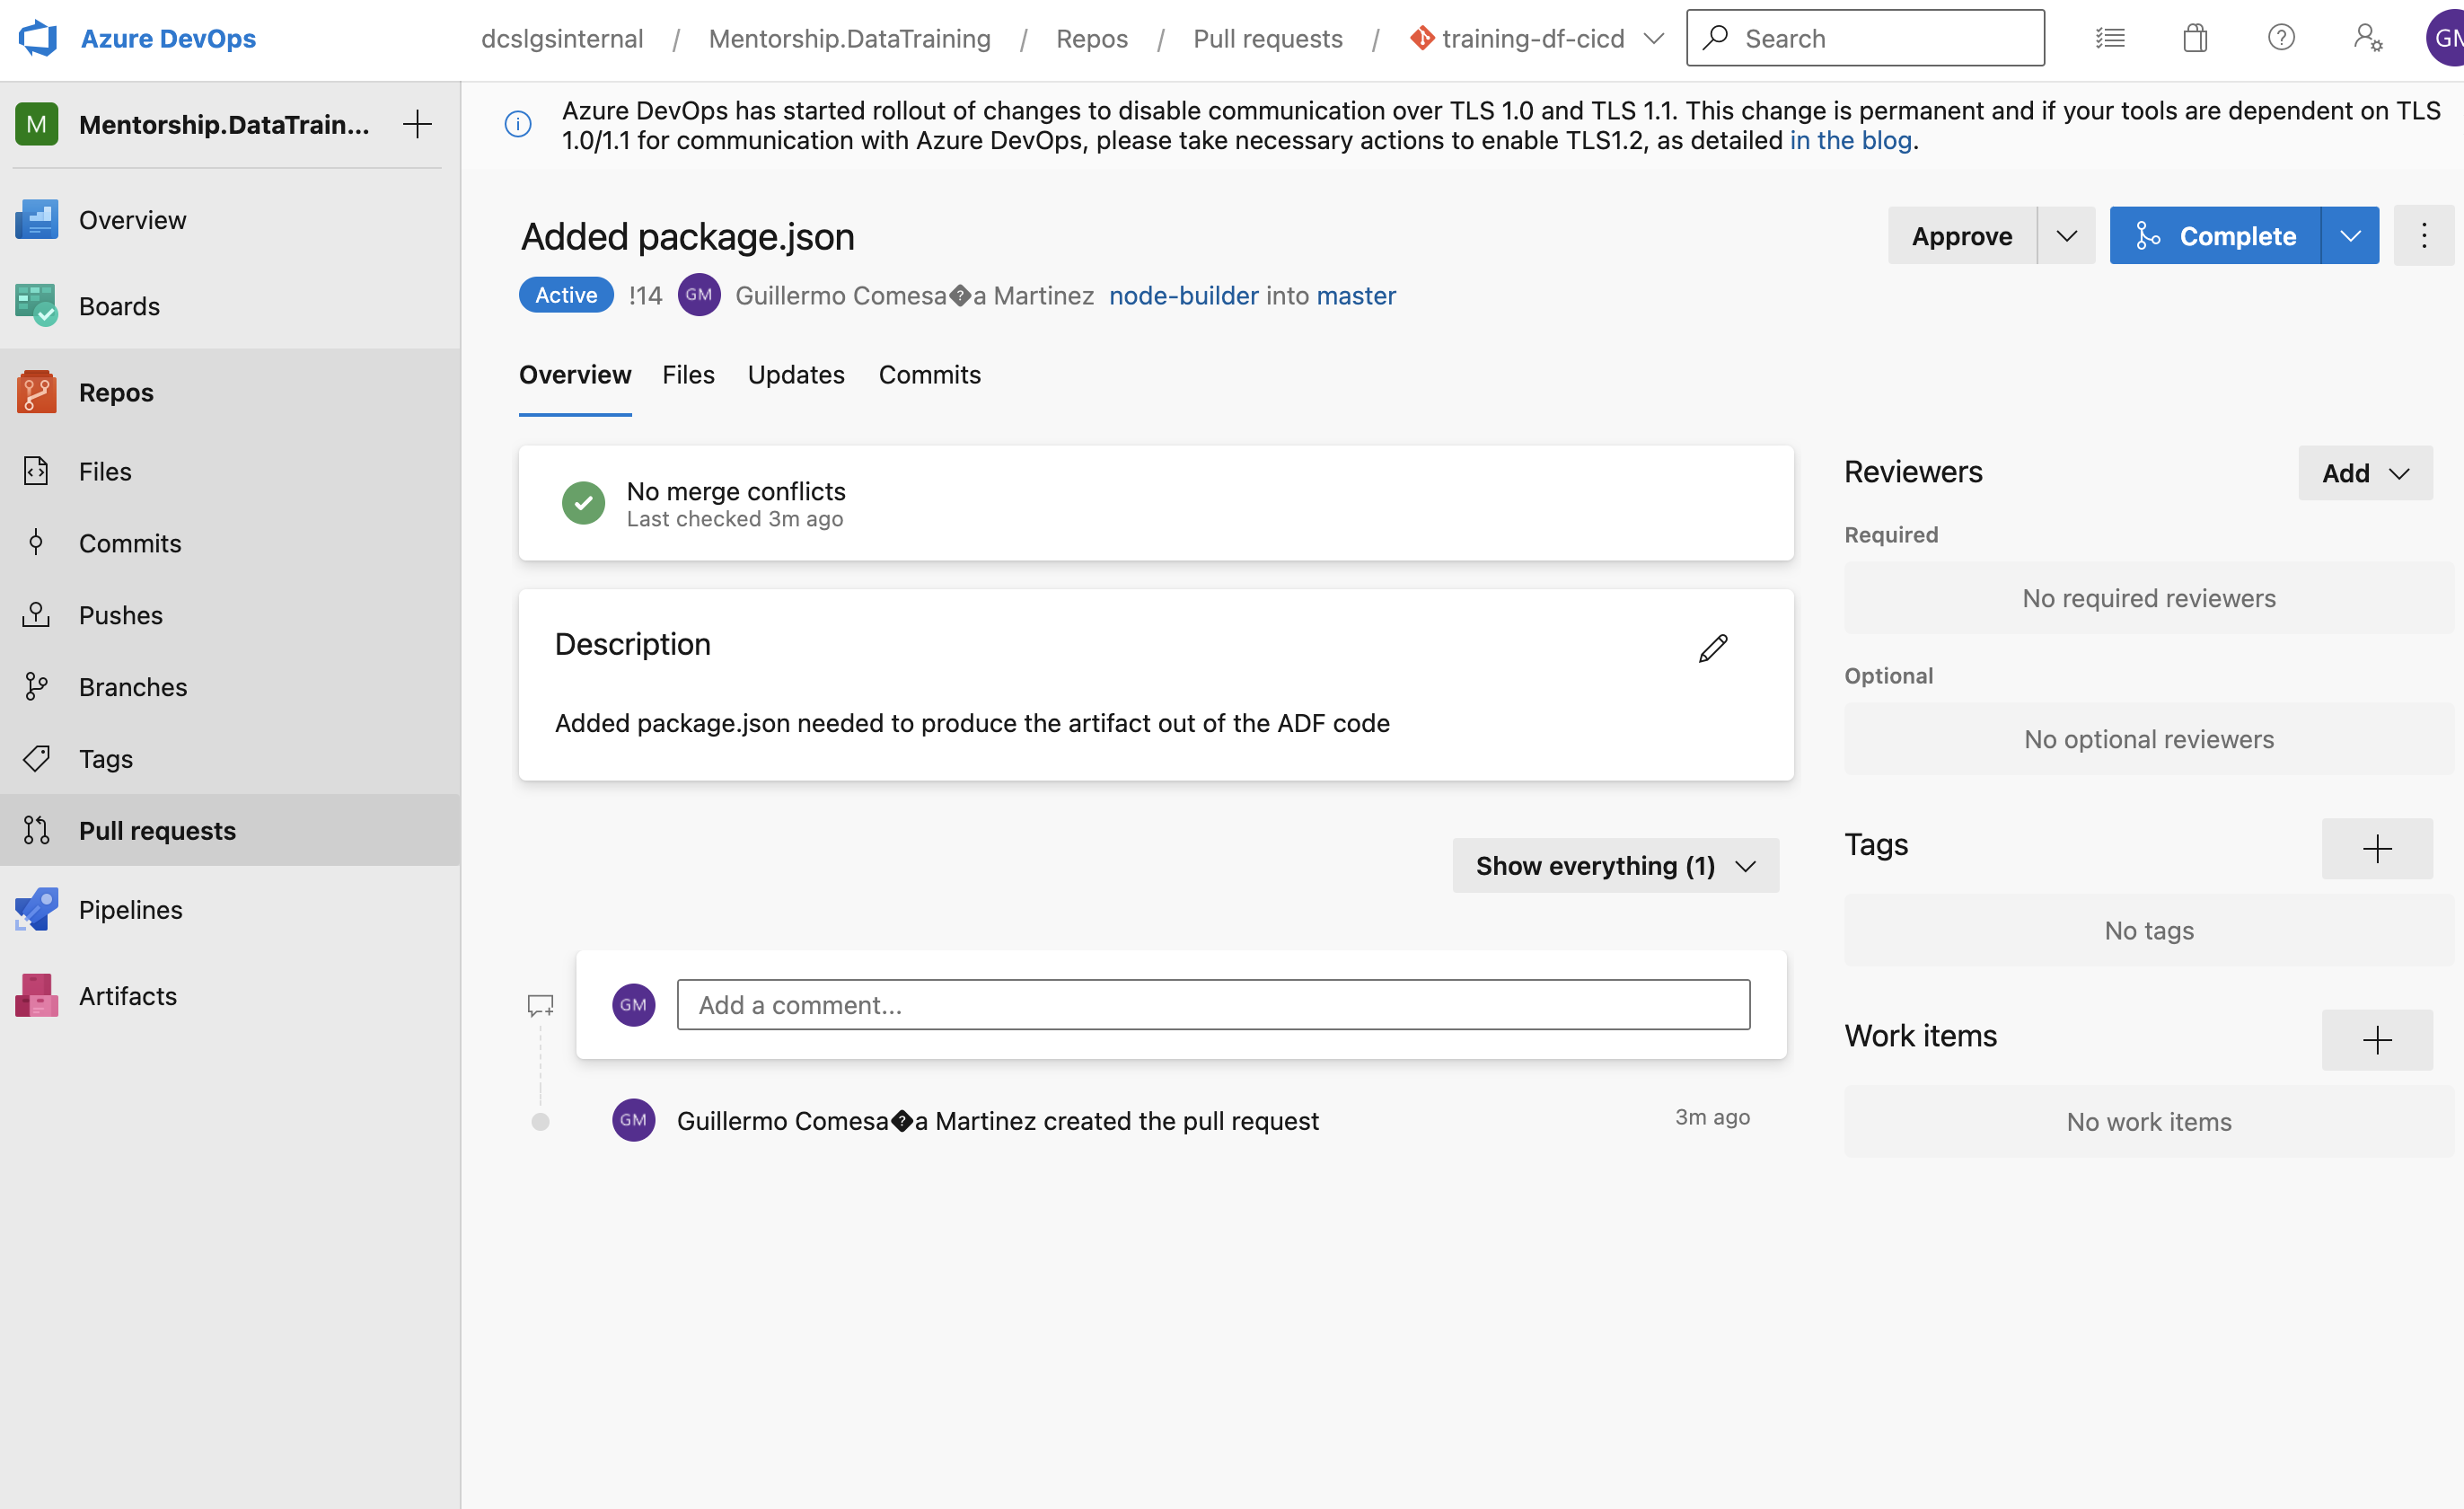 Azure DevOps
dcslgsinternal / Mentorship.DataTraining / Repos / Pull requests / training-df-cicd
Search
GM
M Mentorship.DataTrain...
Overview
Boards
Repos
Files
Commits
Pushes
Branches
Tags
Pull requests
Pipelines
Artifacts
Azure DevOps has started rollout of changes to disable communication over TLS 1.0 and TLS 1.1. This change is permanent and if your tools are dependent on TLS
1.0/1.1 for communication with Azure DevOps, please take necessary actions to enable TLS1.2, as detailed in the blog.
Added package.json
Approve
Complete
Active !14 GM Guillermo Comesa�a Martinez node-builder into master
Overview Files Updates Commits
No merge conflicts
Last checked 3m ago
Description
Added package.json needed to produce the artifact out of the ADF code
Show everything (1)
GM Add a comment...
GM Guillermo Comesa�a Martinez created the pull request 3m ago
Reviewers
Add
Required
No required reviewers
Optional
No optional reviewers
Tags
No tags
Work items
No work items